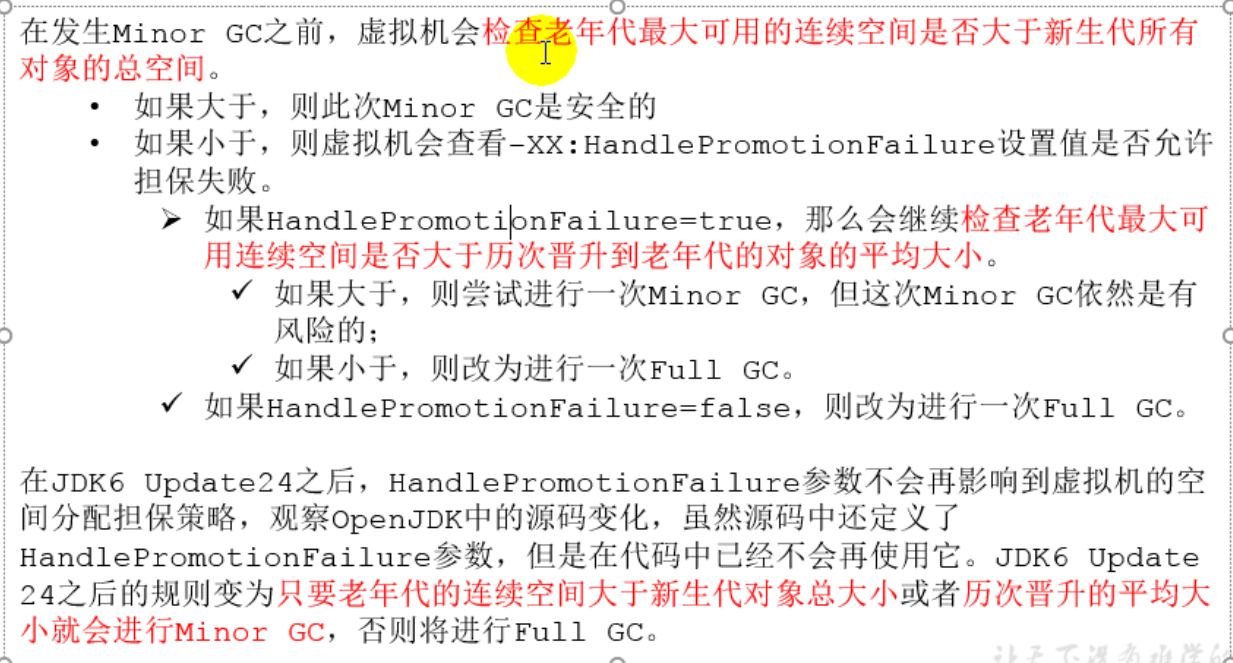 在发生Minor GC之前，虚拟机会检查老年代最大可用的连续空间是否大于新生代所有
对象的总空间。
• 如果大于，则此次Minor GC是安全的
• 如果小于，则虚拟机会查看-XX:HandlePromotionFailure设置值是否允许
担保失败。
➢ 如果HandlePromotionFailure=true，那么会继续检查老年代最大可
用连续空间是否大于历次晋升到老年代的对象的平均大小。
✓ 如果大于，则尝试进行一次Minor GC，但这次Minor GC依然是有
风险的；
✓ 如果小于，则改为进行一次Full GC。
✓ 如果HandlePromotionFailure=false，则改为进行一次Full GC。
在JDK6 Update24之后，HandlePromotionFailure参数不会再影响到虚拟机的空
间分配担保策略，观察OpenJDK中的源码变化，虽然源码中还定义了
HandlePromotionFailure参数，但是在代码中已经不会再使用它。JDK6 Update
24之后的规则变为只要老年代的连续空间大于新生代对象总大小或者历次晋升的平均大
小就会进行Minor GC，否则将进行Full GC。